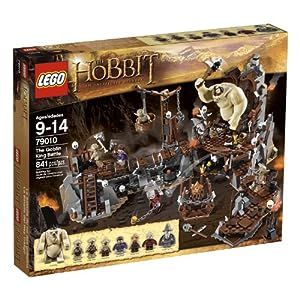 LEGO
THE HOBBIT
AN UNEXPECTED JOURNEY
Ages/edades
9-14
79010
The Goblin
King Battle
841 pcs/pzs